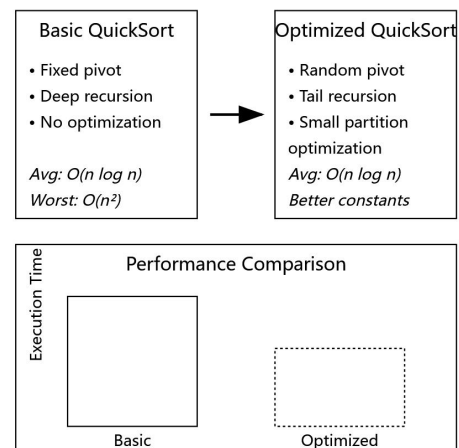 Basic QuickSort
• Fixed pivot
• Deep recursion
• No optimization
Avg: O(n log n)
Worst: O(n²)
Optimized QuickSort
• Random pivot
• Tail recursion
• Small partition
optimization
Avg: O(n log n)
Better constants
Performance Comparison
Execution Time
Basic
Optimized